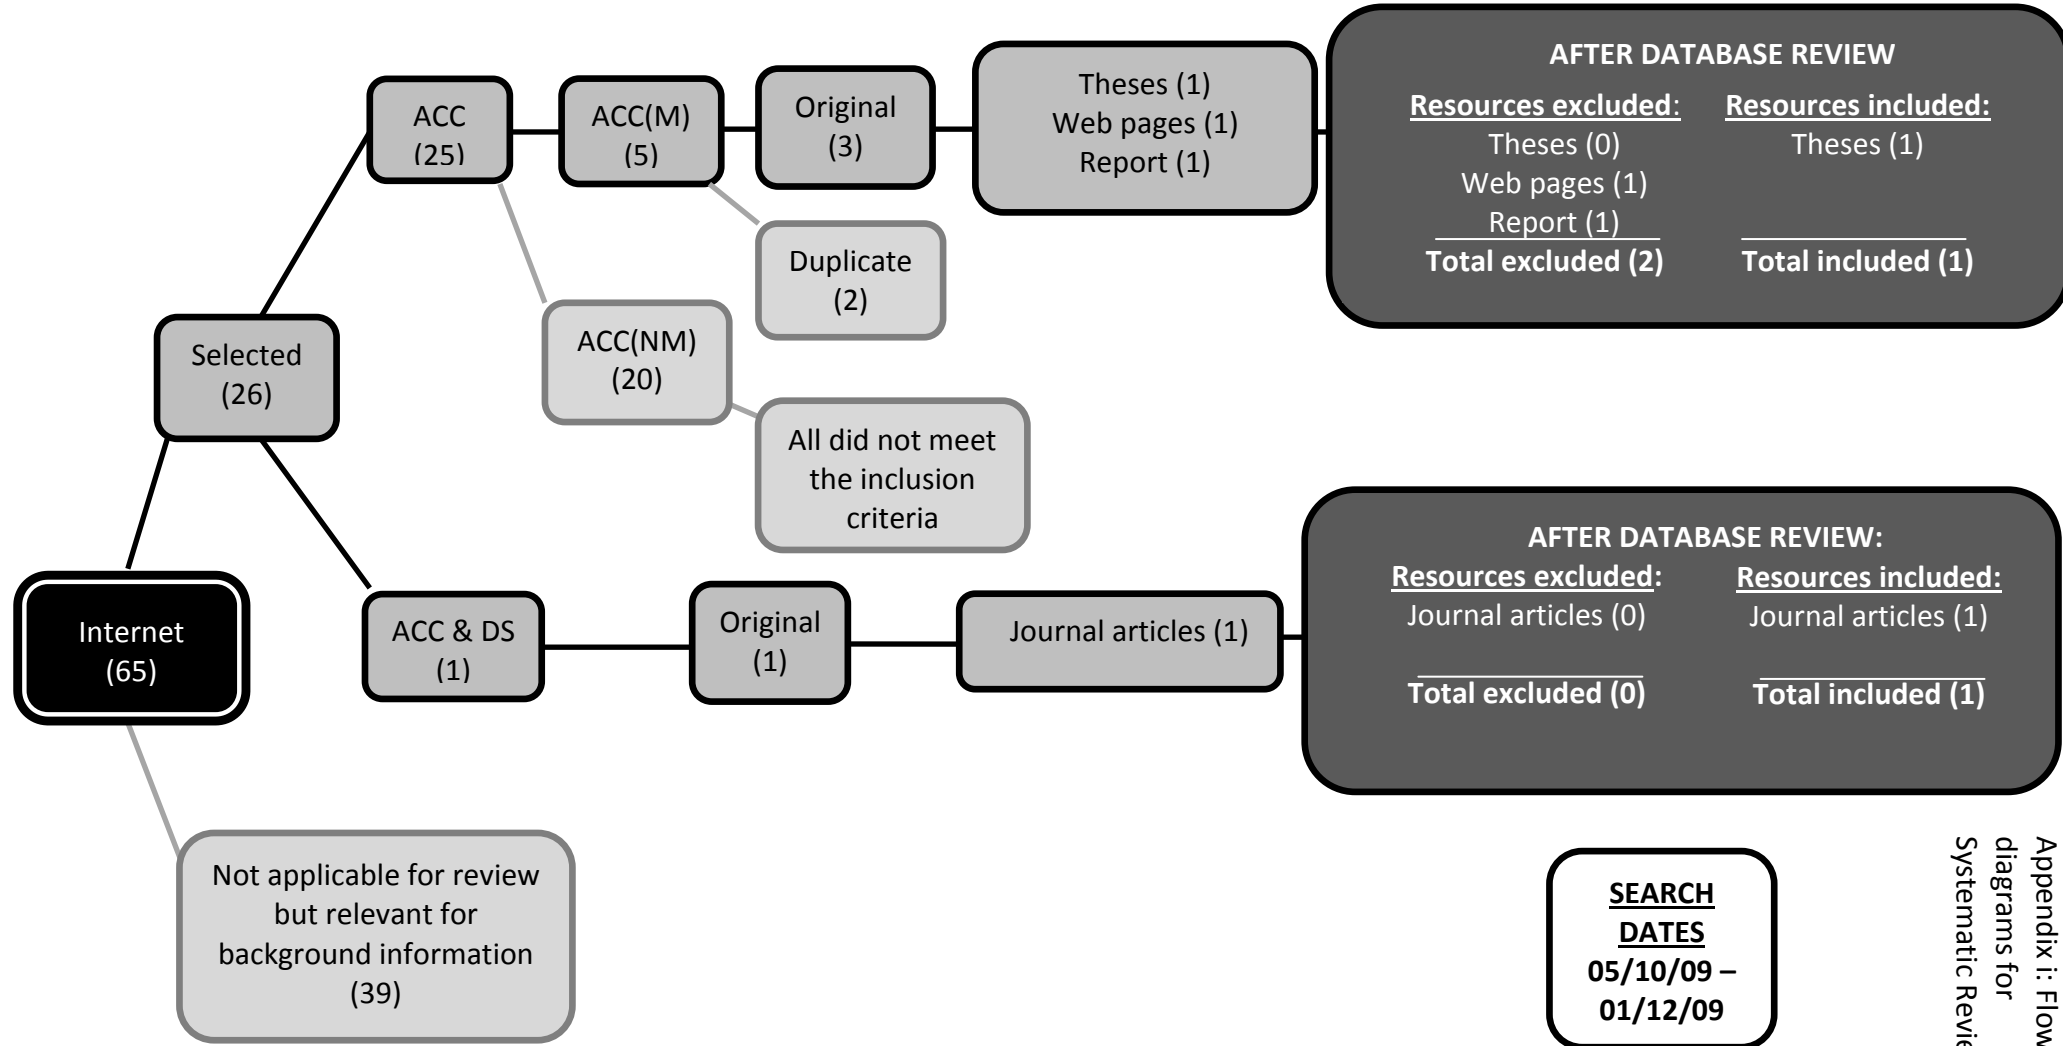 Internet
(65)
Not applicable for review
but relevant for
background information
(39)
Selected
(26)
ACC
(25)
ACC(M)
(5)
Original
(3)
Theses (1)
Web pages (1)
Report (1)
AFTER DATABASE REVIEW
Resources excluded:
Theses (0)
Web pages (1)
Report (1)
Total excluded (2)
Resources included:
Theses (1)
Total included (1)
Duplicate
(2)
ACC(NM)
(20)
All did not meet
the inclusion
criteria
ACC & DS
(1)
Original
(1)
Journal articles (1)
AFTER DATABASE REVIEW:
Resources excluded:
Journal articles (0)
Total excluded (0)
Resources included:
Journal articles (1)
Total included (1)
SEARCH
DATES
05/10/09 –
01/12/09
Appendix i: Flow
diagrams for
Systematic Revie